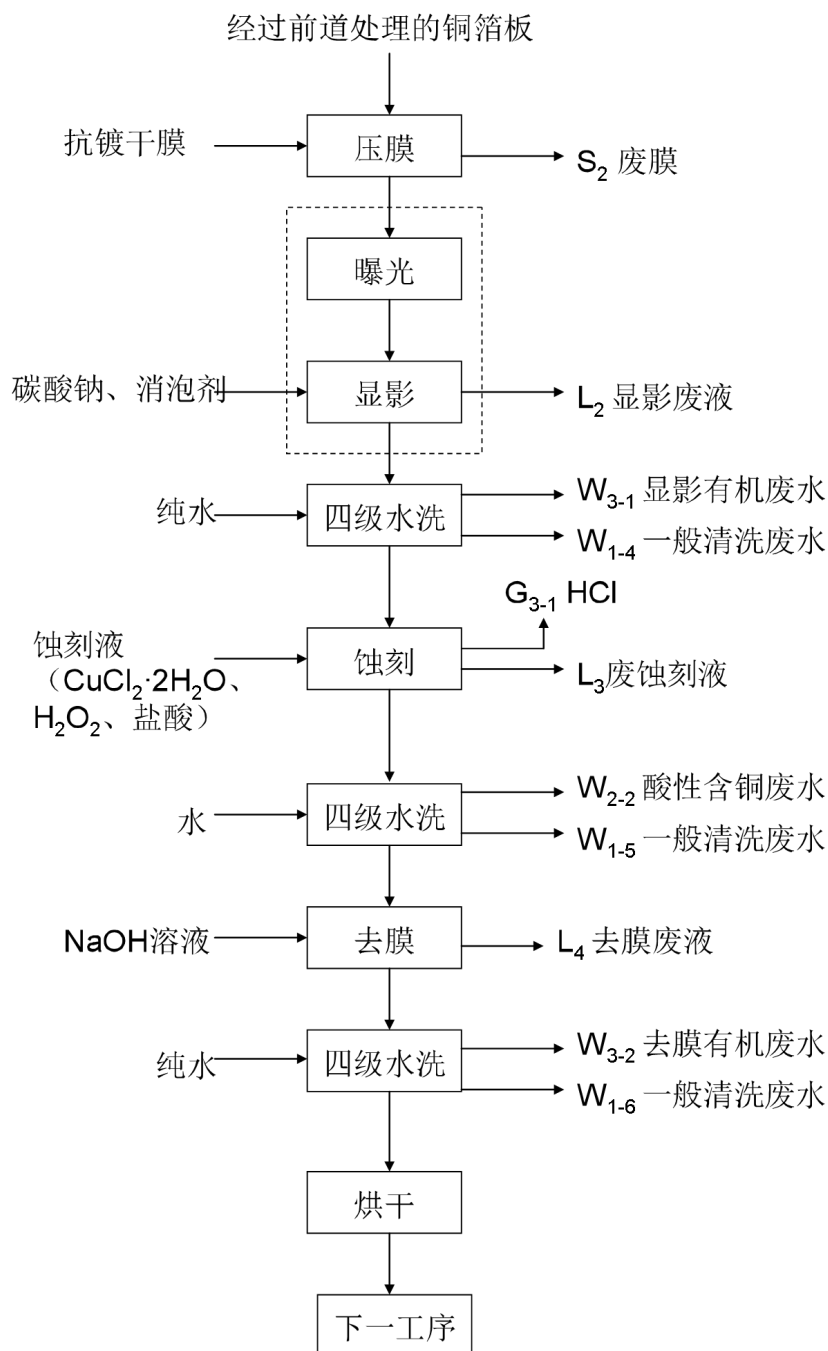 经过前道处理的铜箔板
抗镀干膜
压膜
S₂ 废膜
曝光
碳酸钠、消泡剂
显影
L₂ 显影废液
纯水
四级水洗
W₃₋₁ 显影有机废水
W₁₋₄ 一般清洗废水
G₃₋₁ HCl
蚀刻液
（CuCl₂·2H₂O、
H₂O₂、盐酸）
蚀刻
L₃废蚀刻液
水
四级水洗
W₂₋₂ 酸性含铜废水
W₁₋₅ 一般清洗废水
NaOH溶液
去膜
L₄ 去膜废液
纯水
四级水洗
W₃₋₂ 去膜有机废水
W₁₋₆ 一般清洗废水
烘干
下一工序